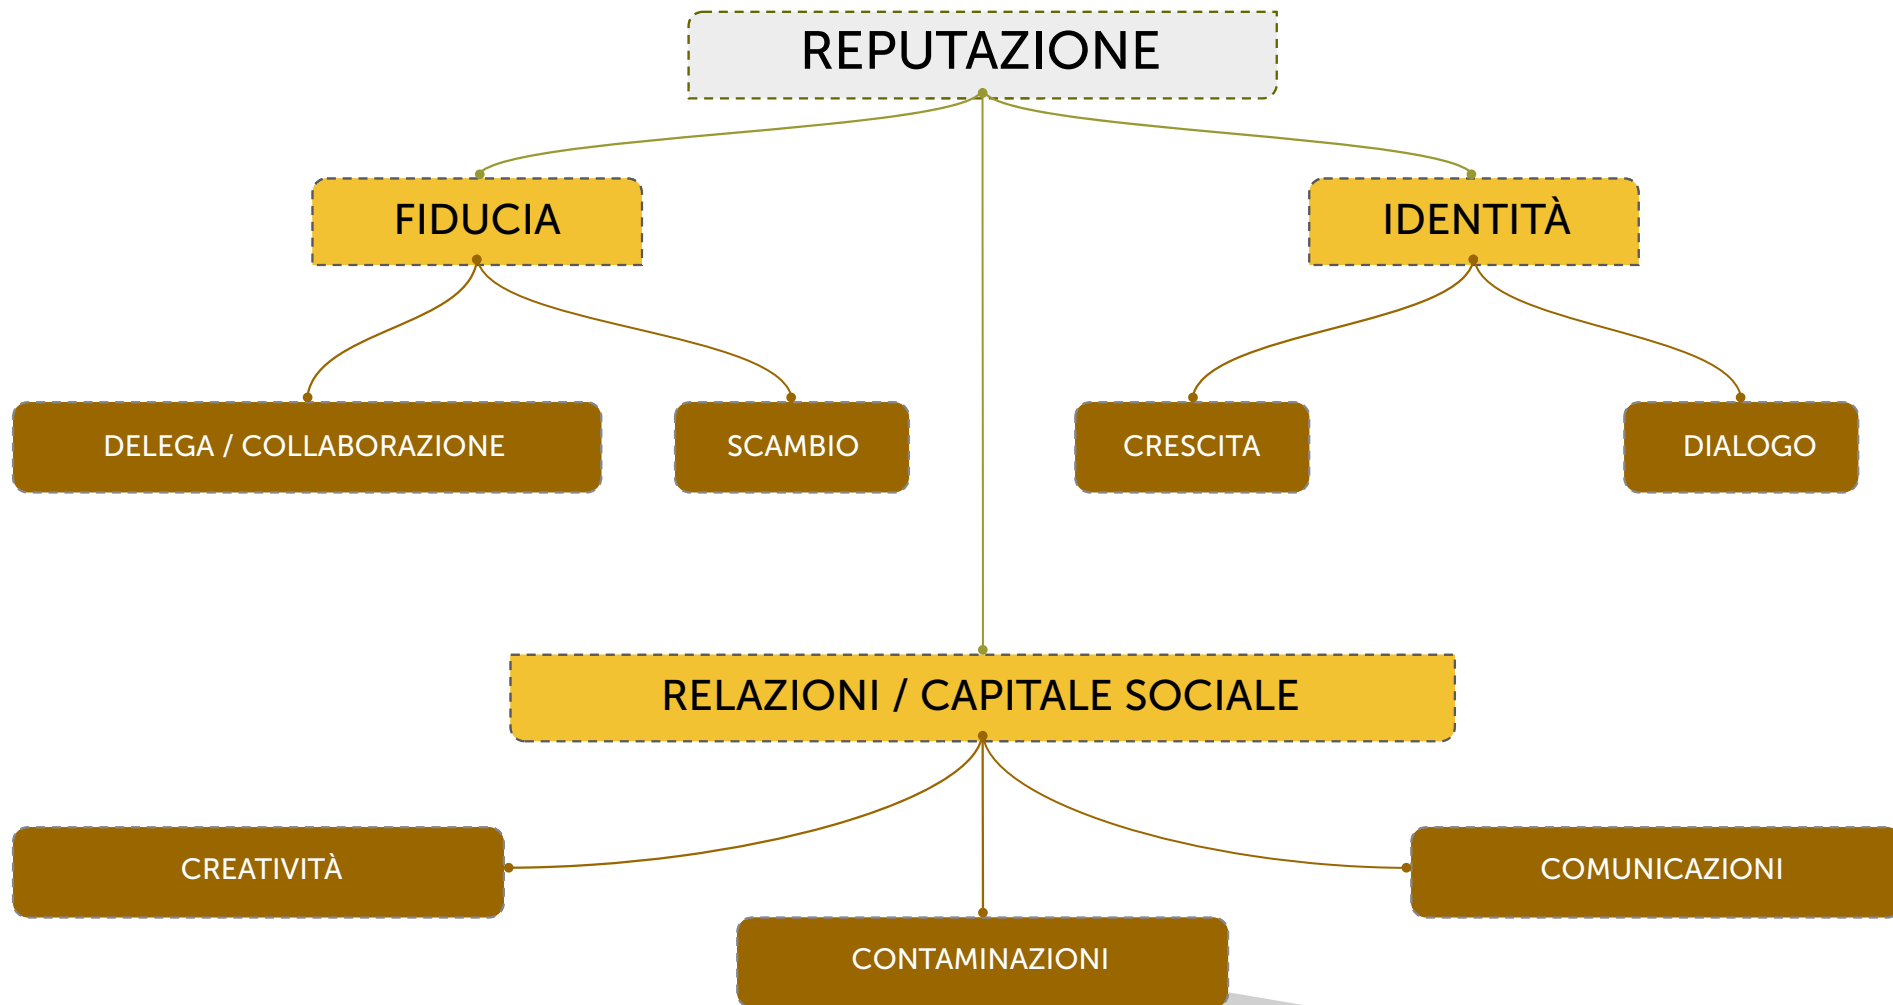 REPUTAZIONE
FIDUCIA
IDENTITÀ
DELEGA / COLLABORAZIONE
SCAMBIO
CRESCITA
DIALOGO
RELAZIONI / CAPITALE SOCIALE
CREATIVITÀ
COMUNICAZIONI
CONTAMINAZIONI